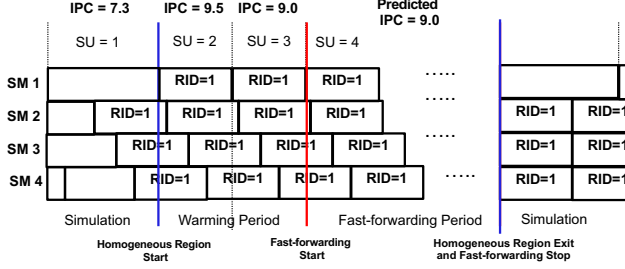 Predicted
IPC = 7.3 IPC = 9.5 IPC = 9.0 IPC = 9.0
SU = 1 SU = 2 SU = 3 SU = 4
SM 1 RID=1 RID=1 RID=1 .....
.....
SM 2 RID=1 RID=1 RID=1 RID=1 RID=1 RID=1
.....
SM 3 RID=1 RID=1 RID=1 RID=1 RID=1 RID=1
SM 4 RID=1 RID=1 RID=1 RID=1 ..... RID=1 RID=1
Simulation Warming Period Fast-forwarding Period Simulation
Homogeneous Region
Start
Fast-forwarding
Start
Homogeneous Region Exit
and Fast-forwarding Stop